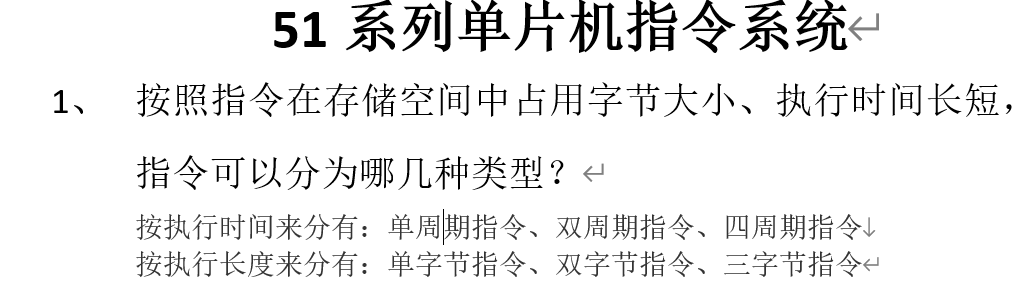 51 系列单片机指令系统
1、 按照指令在存储空间中占用字节大小、执行时间长短，
指令可以分为哪几种类型？
按执行时间来分有：单周期指令、双周期指令、四周期指令
按执行长度来分有：单字节指令、双字节指令、三字节指令